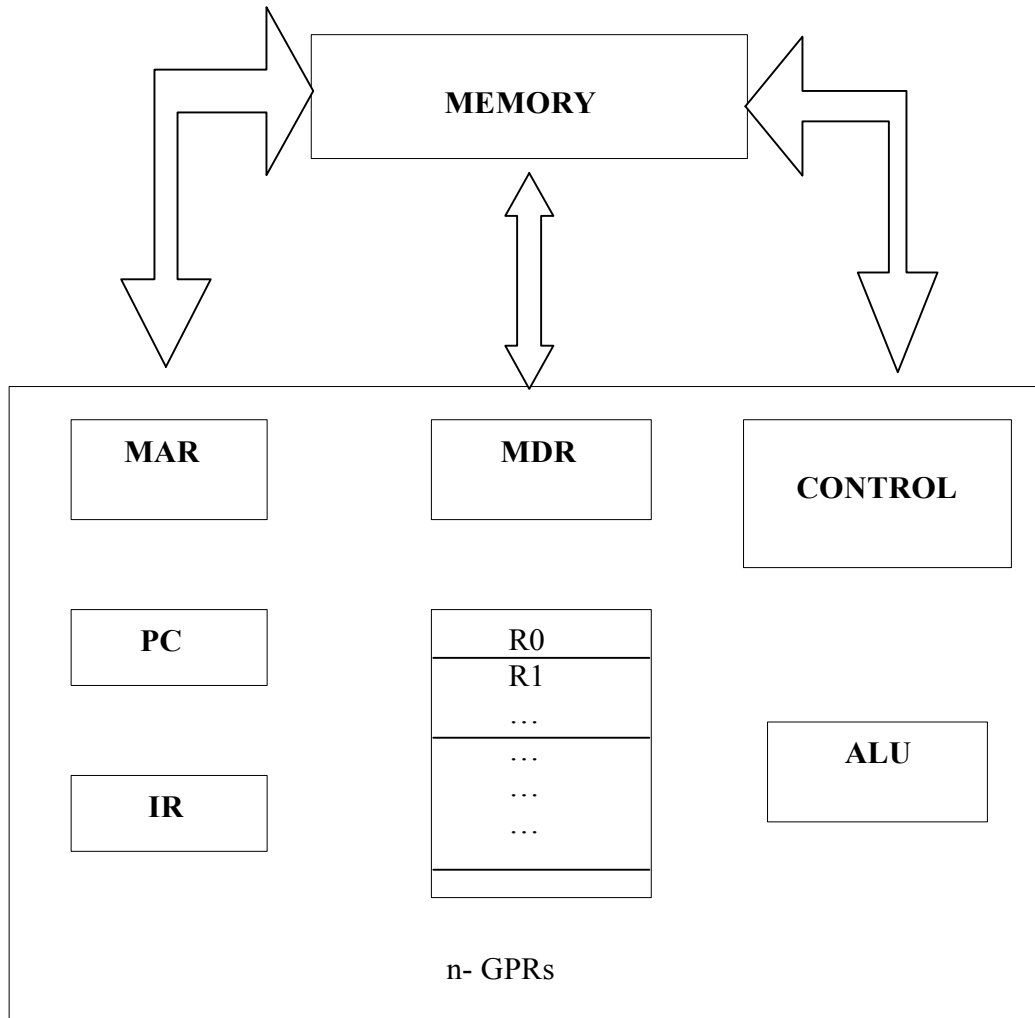 MEMORY
MAR
MDR
CONTROL
PC
R0
R1
…
…
…
…
ALU
IR
n- GPRs